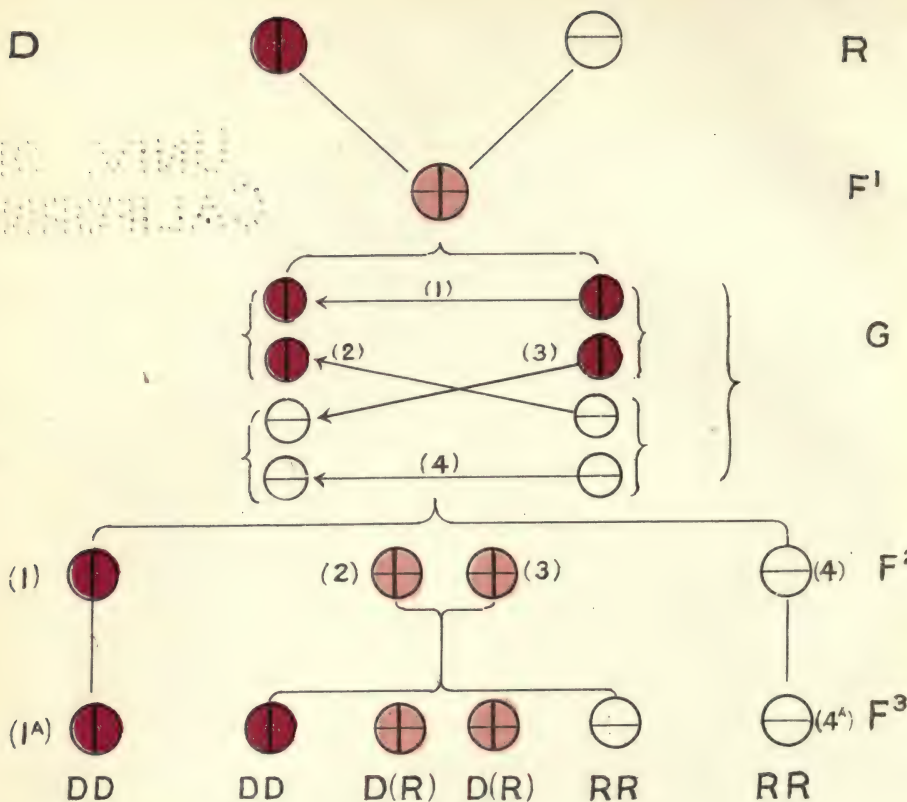 D R
F¹
(1)
G
(2) (3)
(4)
(1) (2) (3) (4) F²
(1ᴬ) (4ᴬ) F³
DD DD D(R) D(R) RR RR